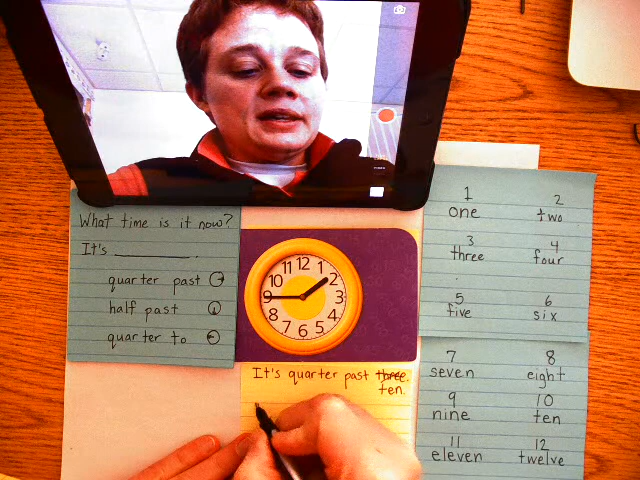 What time is it now?
It's ______.
quarter past
half past
quarter to
12
1
2
3
4
5
6
7
8
9
10
11
It's quarter past three.
ten.
1 2
one two
3 4
three four
5 6
five six
7 8
seven eight
9 10
nine ten
11 12
eleven twelve